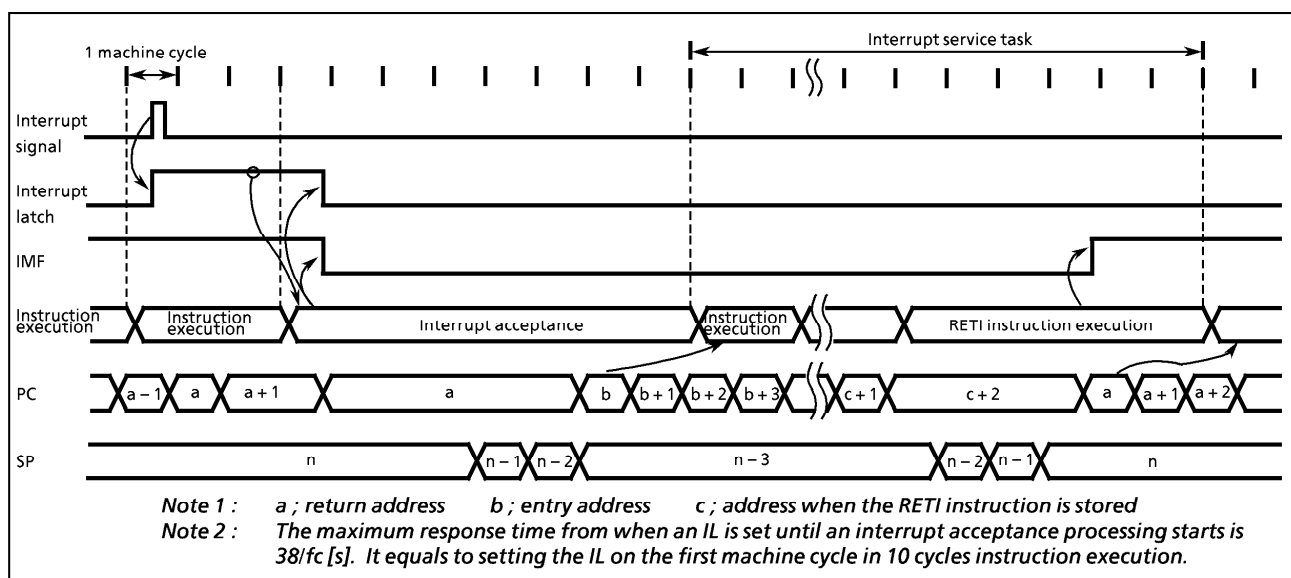 Interrupt service task
1 machine cycle
Interrupt
signal
Interrupt
latch
IMF
Instruction
execution
Instruction
execution
Interrupt acceptance
Instruction
execution
RETI instruction execution
PC
a – 1
a
a + 1
a
b
b + 1
b + 2
b + 3
c + 1
c + 2
a
a + 1
a + 2
SP
n
n – 1
n – 2
n – 3
n – 2
n – 1
n
Note 1 : a ; return address b ; entry address c ; address when the RETI instruction is stored
Note 2 : The maximum response time from when an IL is set until an interrupt acceptance processing starts is
38/fc [s]. It equals to setting the IL on the first machine cycle in 10 cycles instruction execution.